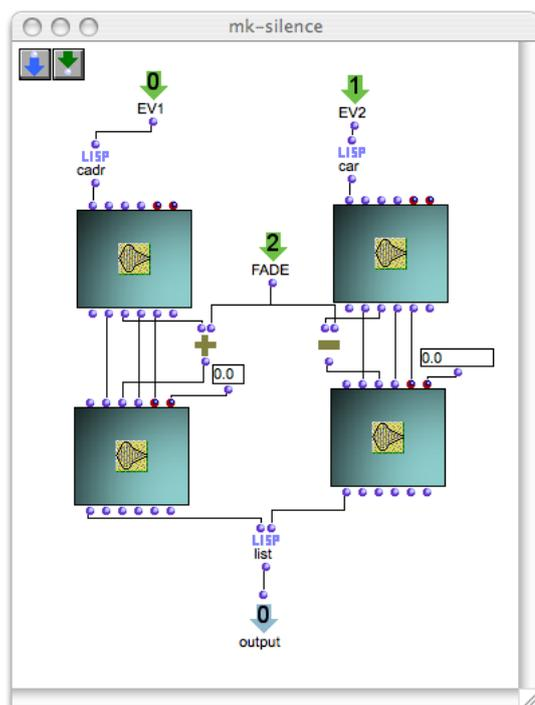 mk-silence
0
1
EV1
EV2
LISP
cadr
LISP
car
2
FADE
0.0
0.0
LISP
list
0
output